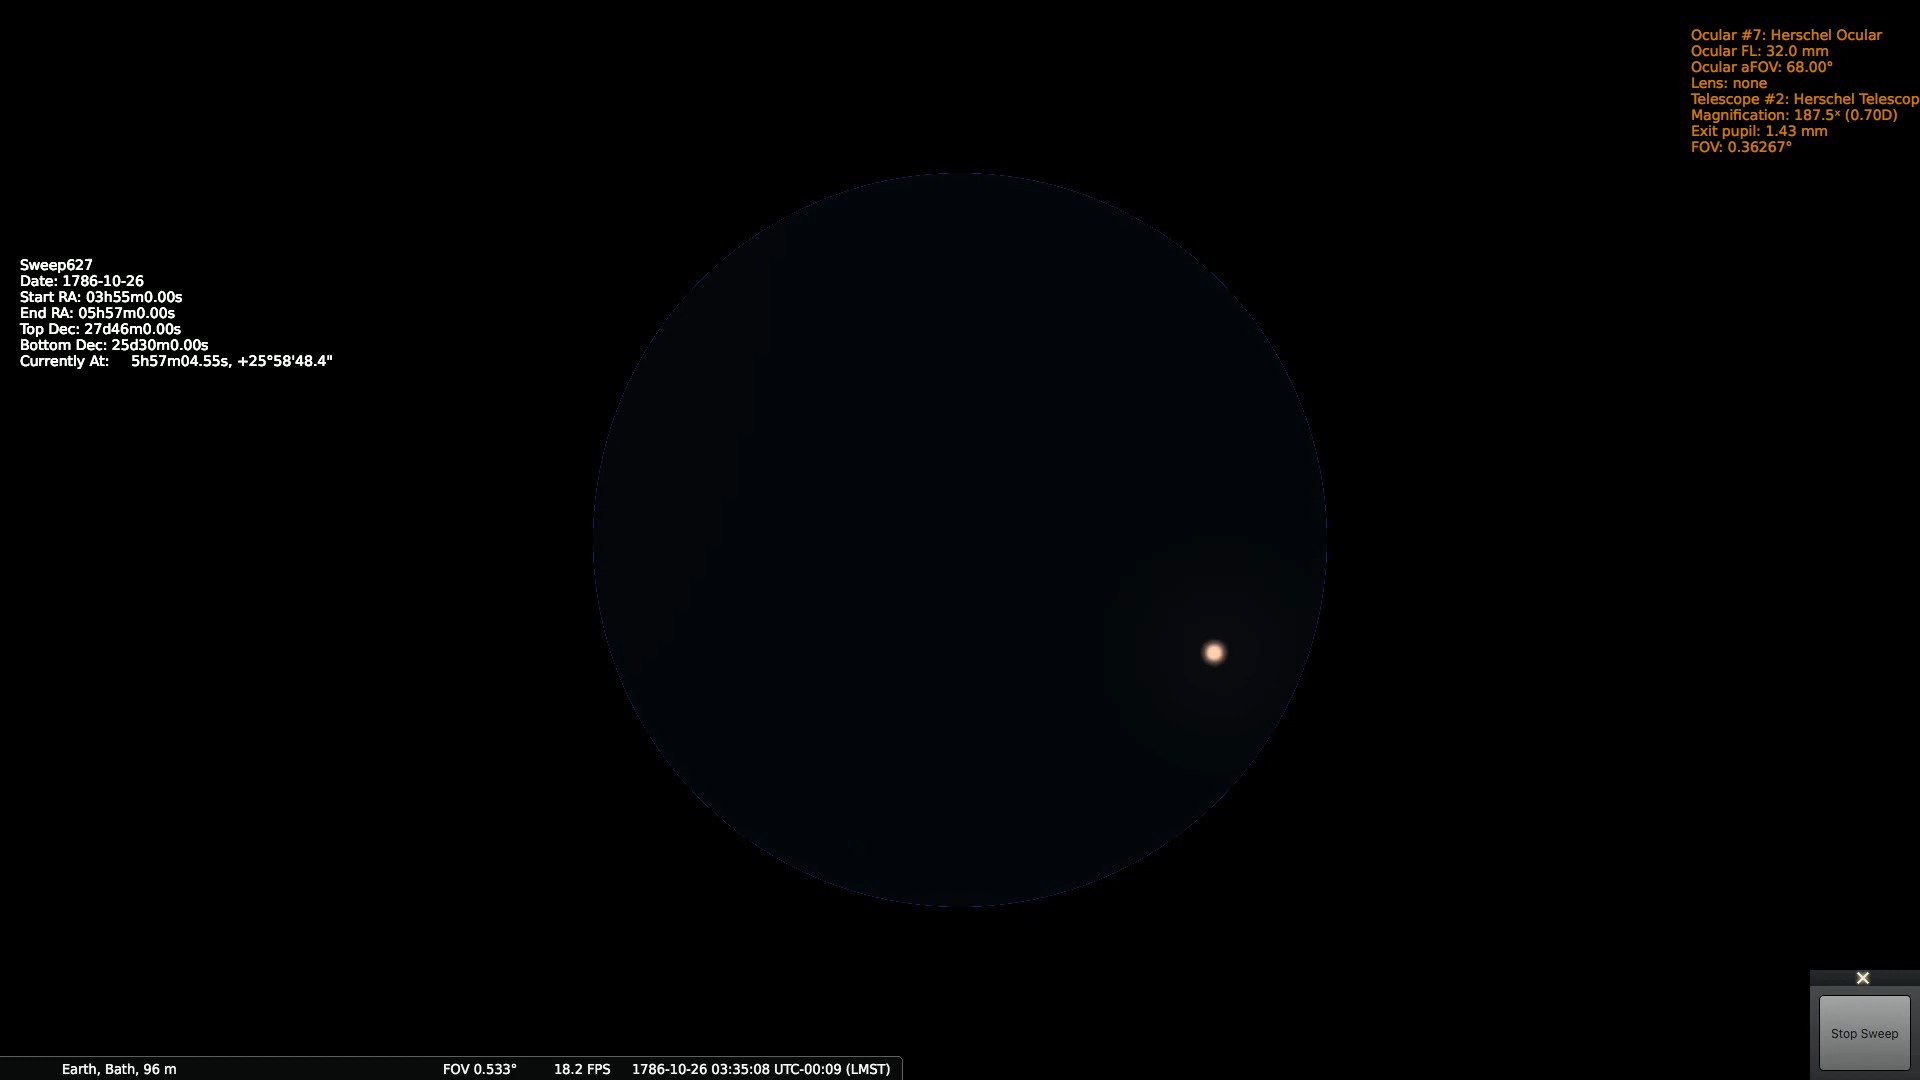 Ocular #7: Herschel Ocular
Ocular FL: 32.0 mm
Ocular aFOV: 68.00°
Lens: none
Telescope #2: Herschel Telescop
Magnification: 187.5ˣ (0.70D)
Exit pupil: 1.43 mm
FOV: 0.36267°
Sweep627
Date: 1786-10-26
Start RA: 03h55m0.00s
End RA: 05h57m0.00s
Top Dec: 27d46m0.00s
Bottom Dec: 25d30m0.00s
Currently At: 5h57m04.55s, +25°58'48.4"
Stop Sweep
Earth, Bath, 96 m FOV 0.533° 18.2 FPS 1786-10-26 03:35:08 UTC-00:09 (LMST)